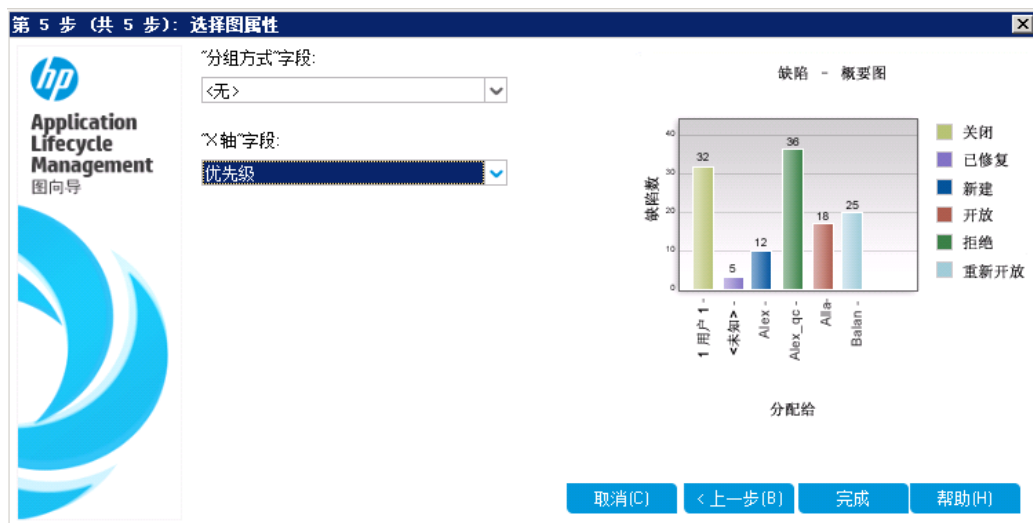 第 5 步 (共 5 步): 选择图属性
hp
Application
Lifecycle
Management
图向导
"分组方式"字段:
<无>
"X 轴"字段:
优先级
缺陷 - 概要图
缺陷数
40
30
20
10
0
32
5
12
36
18
25
1 用户 1 -
<未知> -
Alex -
Alex_qc -
Alla-
Balan -
分配给
关闭
已修复
新建
开放
拒绝
重新开放
取消(C)
< 上一步(B)
完成
帮助(H)